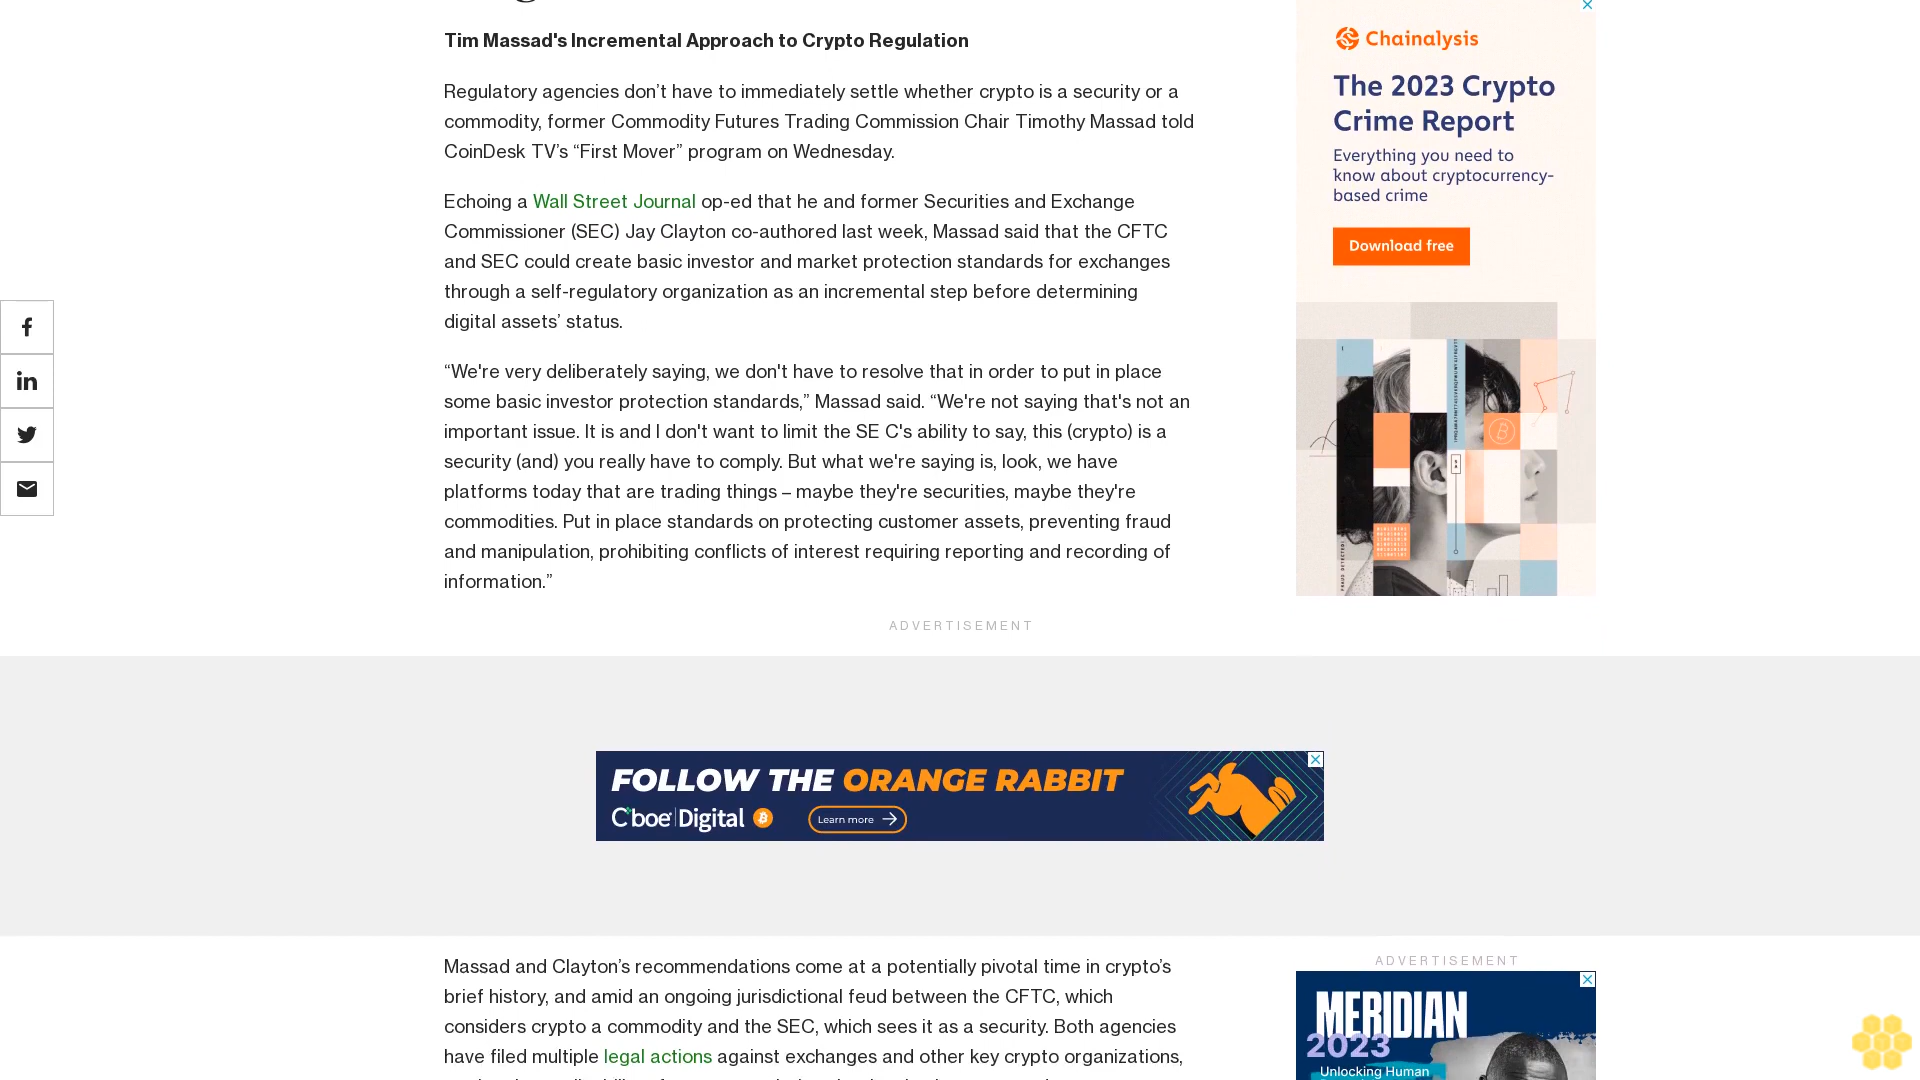 Tim Massad's Incremental Approach to Crypto Regulation
Regulatory agencies don’t have to immediately settle whether crypto is a security or a
commodity, former Commodity Futures Trading Commission Chair Timothy Massad told
CoinDesk TV’s “First Mover” program on Wednesday.
Echoing a Wall Street Journal op-ed that he and former Securities and Exchange
Commissioner (SEC) Jay Clayton co-authored last week, Massad said that the CFTC
and SEC could create basic investor and market protection standards for exchanges
through a self-regulatory organization as an incremental step before determining
digital assets’ status.
“We're very deliberately saying, we don't have to resolve that in order to put in place
some basic investor protection standards,” Massad said. “We're not saying that's not an
important issue. It is and I don't want to limit the SE C's ability to say, this (crypto) is a
security (and) you really have to comply. But what we're saying is, look, we have
platforms today that are trading things – maybe they're securities, maybe they're
commodities. Put in place standards on protecting customer assets, preventing fraud
and manipulation, prohibiting conflicts of interest requiring reporting and recording of
information.”
Chainalysis
The 2023 Crypto
Crime Report
Everything you need to
know about cryptocurrency-
based crime
Download free
ADVERTISEMENT
FOLLOW THE ORANGE RABBIT
Cboe Digital
Learn more
Massad and Clayton’s recommendations come at a potentially pivotal time in crypto’s
brief history, and amid an ongoing jurisdictional feud between the CFTC, which
considers crypto a commodity and the SEC, which sees it as a security. Both agencies
have filed multiple legal actions against exchanges and other key crypto organizations,
ADVERTISEMENT
MERIDIAN
2023
Unlocking Human